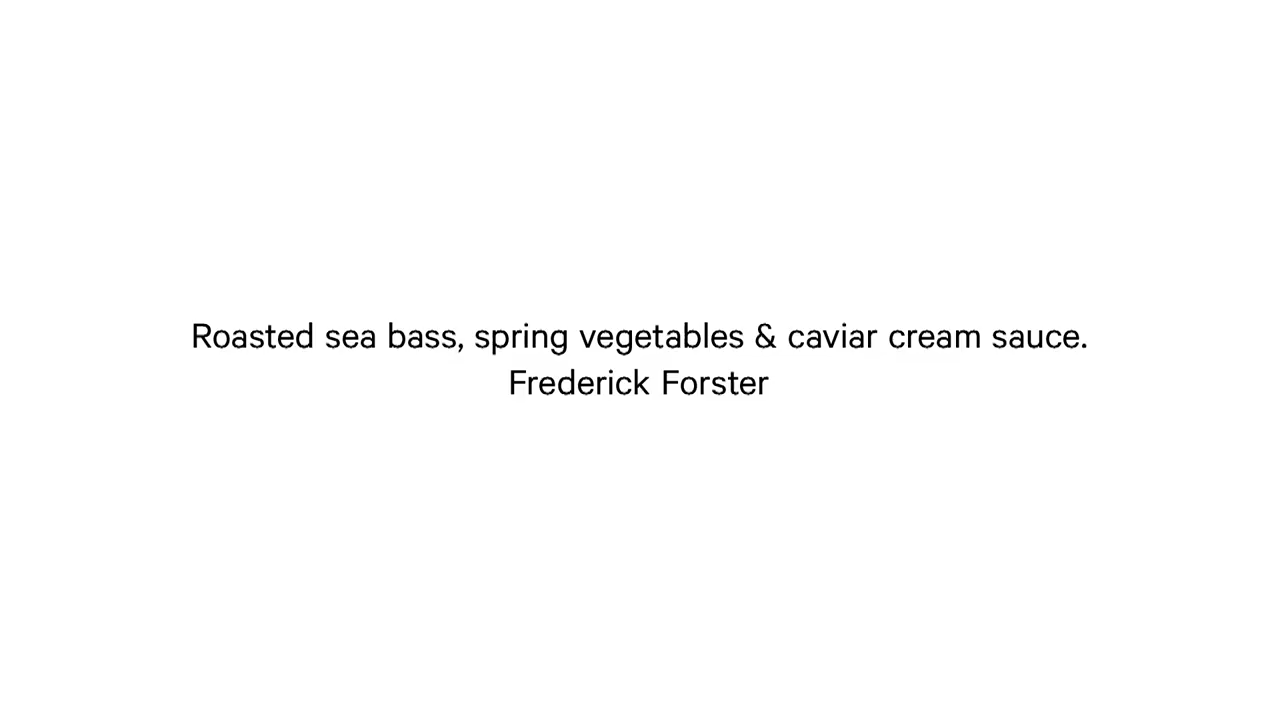 Roasted sea bass, spring vegetables & caviar cream sauce.
Frederick Forster